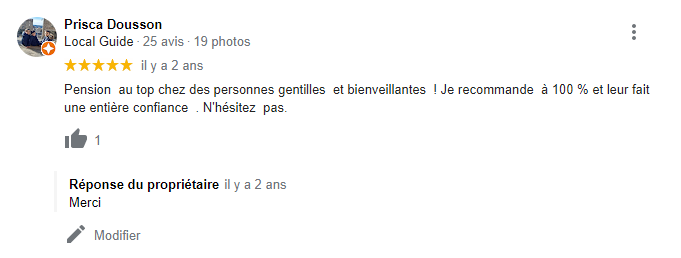 Prisca Dousson
Local Guide · 25 avis · 19 photos
il y a 2 ans
Pension au top chez des personnes gentilles et bienveillantes ! Je recommande à 100 % et leur fait
une entière confiance . N'hésitez pas.
1
Réponse du propriétaire il y a 2 ans
Merci
Modifier